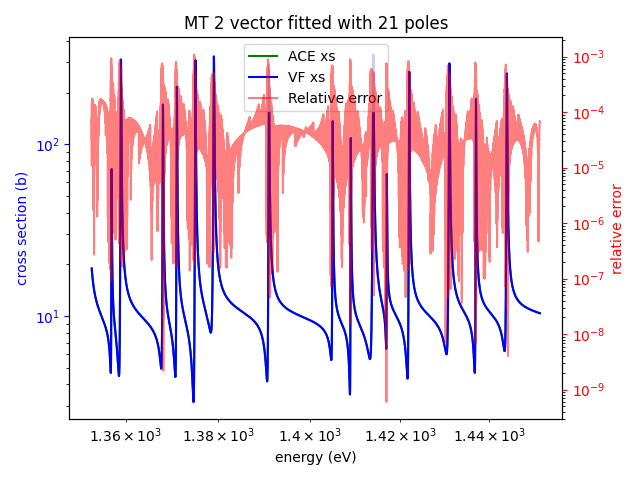 MT 2 vector fitted with 21 poles
ACE xs
VF xs
Relative error
cross section (b)
10²
10¹
relative error
10⁻³
10⁻⁴
10⁻⁵
10⁻⁶
10⁻⁷
10⁻⁸
10⁻⁹
1.36 × 10³ 1.38 × 10³ 1.4 × 10³ 1.42 × 10³ 1.44 × 10³
energy (eV)